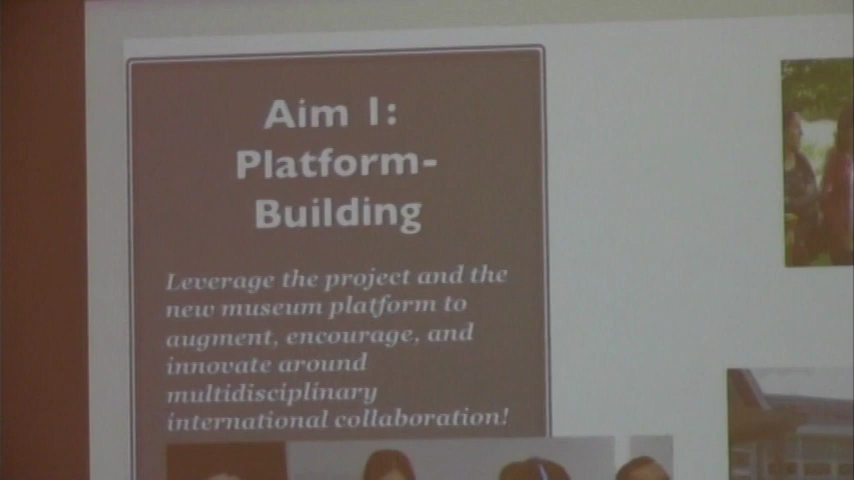 Aim 1:
Platform-
Building
Leverage the project and the
new museum platform to
augment, encourage, and
innovate around
multidisciplinary
international collaboration!